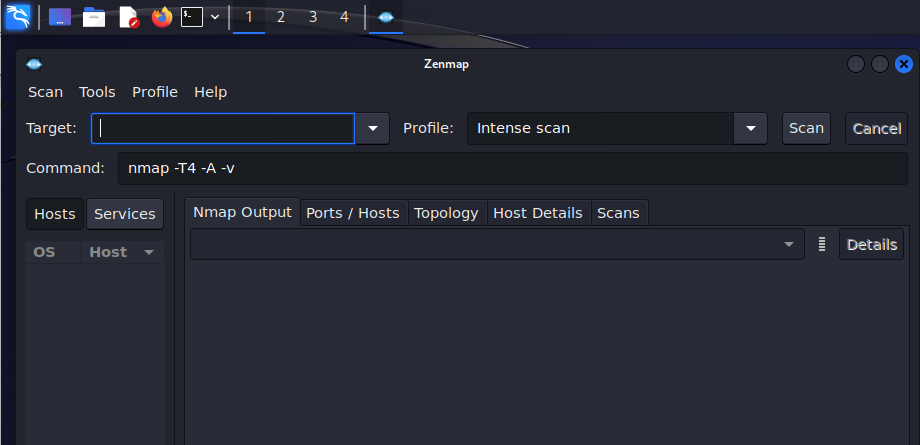 1 2 3 4
Zenmap
Scan Tools Profile Help
Target: Profile: Intense scan Scan Cancel
Command: nmap -T4 -A -v
Hosts Services Nmap Output Ports / Hosts Topology Host Details Scans
OS Host Details